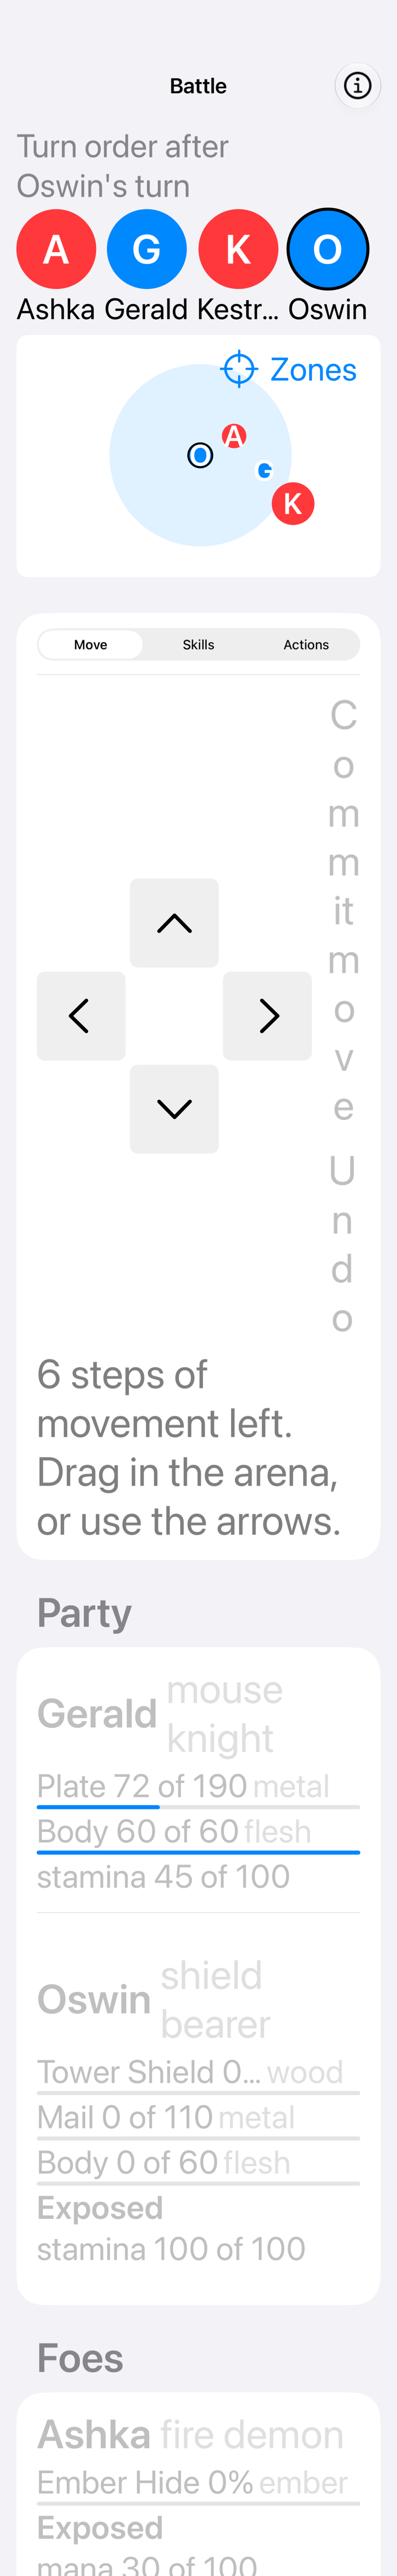 Battle
Turn order after
Oswin's turn
A G K O
Ashka Gerald Kestr... Oswin
Zones
A
O
G
K
Move Skills Actions
C
o
m
m
it
m
o
v
e
U
n
d
o
6 steps of
movement left.
Drag in the arena,
or use the arrows.
Party
Gerald mouse
knight
Plate 72 of 190 metal
Body 60 of 60 flesh
stamina 45 of 100
Oswin shield
bearer
Tower Shield 0... wood
Mail 0 of 110 metal
Body 0 of 60 flesh
Exposed
stamina 100 of 100
Foes
Ashka fire demon
Ember Hide 0% ember
Exposed
mana 30 of 100